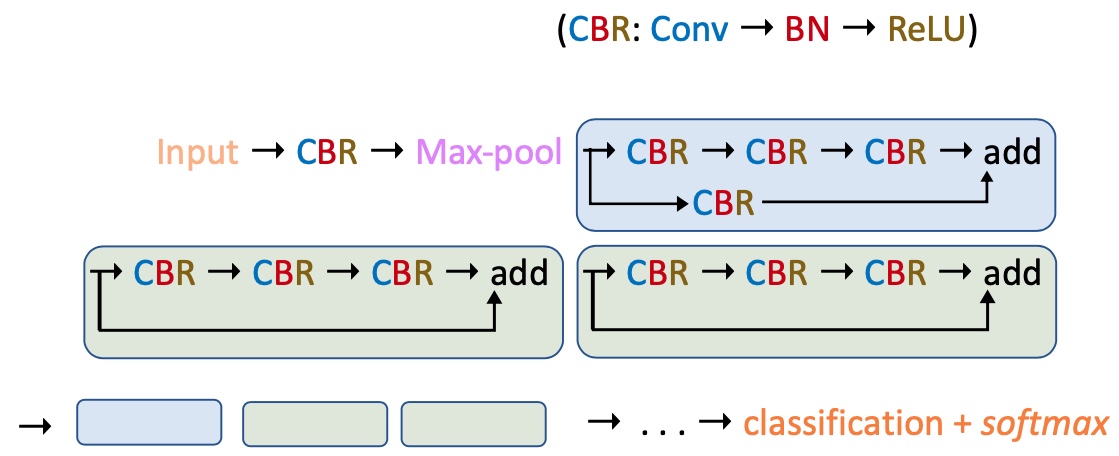 (CBR: Conv → BN → ReLU)
Input → CBR → Max-pool → CBR → CBR → CBR → add
CBR
→ CBR → CBR → CBR → add → CBR → CBR → CBR → add
→ → . . . → classification + softmax